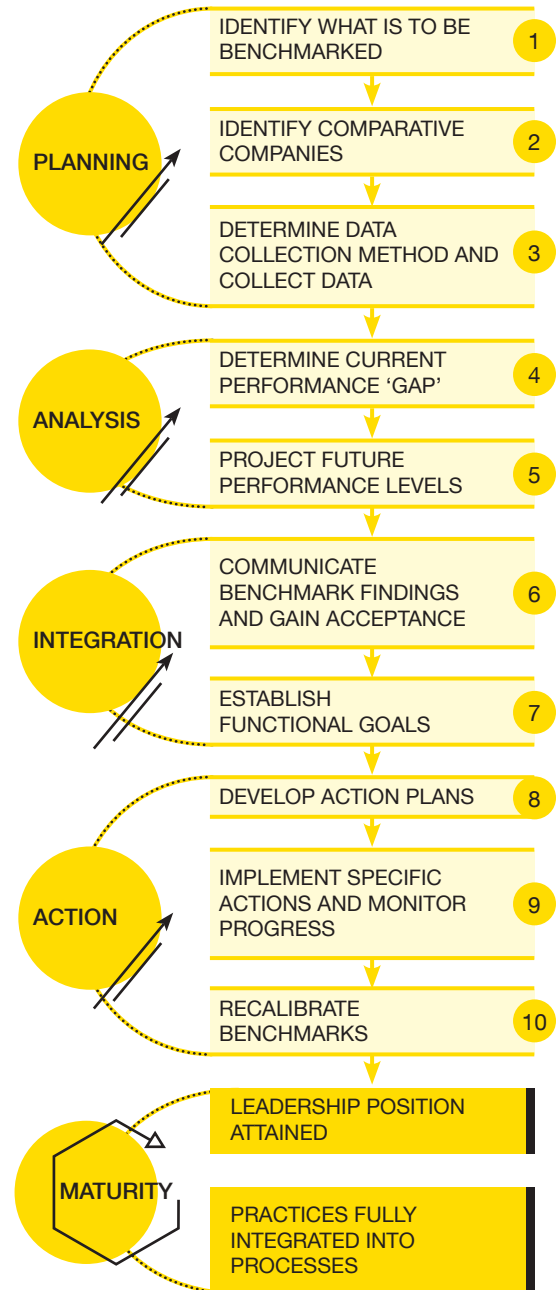 IDENTIFY WHAT IS TO BE
BENCHMARKED
1
IDENTIFY COMPARATIVE
COMPANIES
2
PLANNING
DETERMINE DATA
COLLECTION METHOD AND
COLLECT DATA
3
DETERMINE CURRENT
PERFORMANCE ‘GAP’
4
ANALYSIS
PROJECT FUTURE
PERFORMANCE LEVELS
5
COMMUNICATE
BENCHMARK FINDINGS
AND GAIN ACCEPTANCE
6
INTEGRATION
ESTABLISH
FUNCTIONAL GOALS
7
DEVELOP ACTION PLANS
8
IMPLEMENT SPECIFIC
ACTIONS AND MONITOR
PROGRESS
9
ACTION
RECALIBRATE
BENCHMARKS
10
LEADERSHIP POSITION
ATTAINED
MATURITY
PRACTICES FULLY
INTEGRATED INTO
PROCESSES